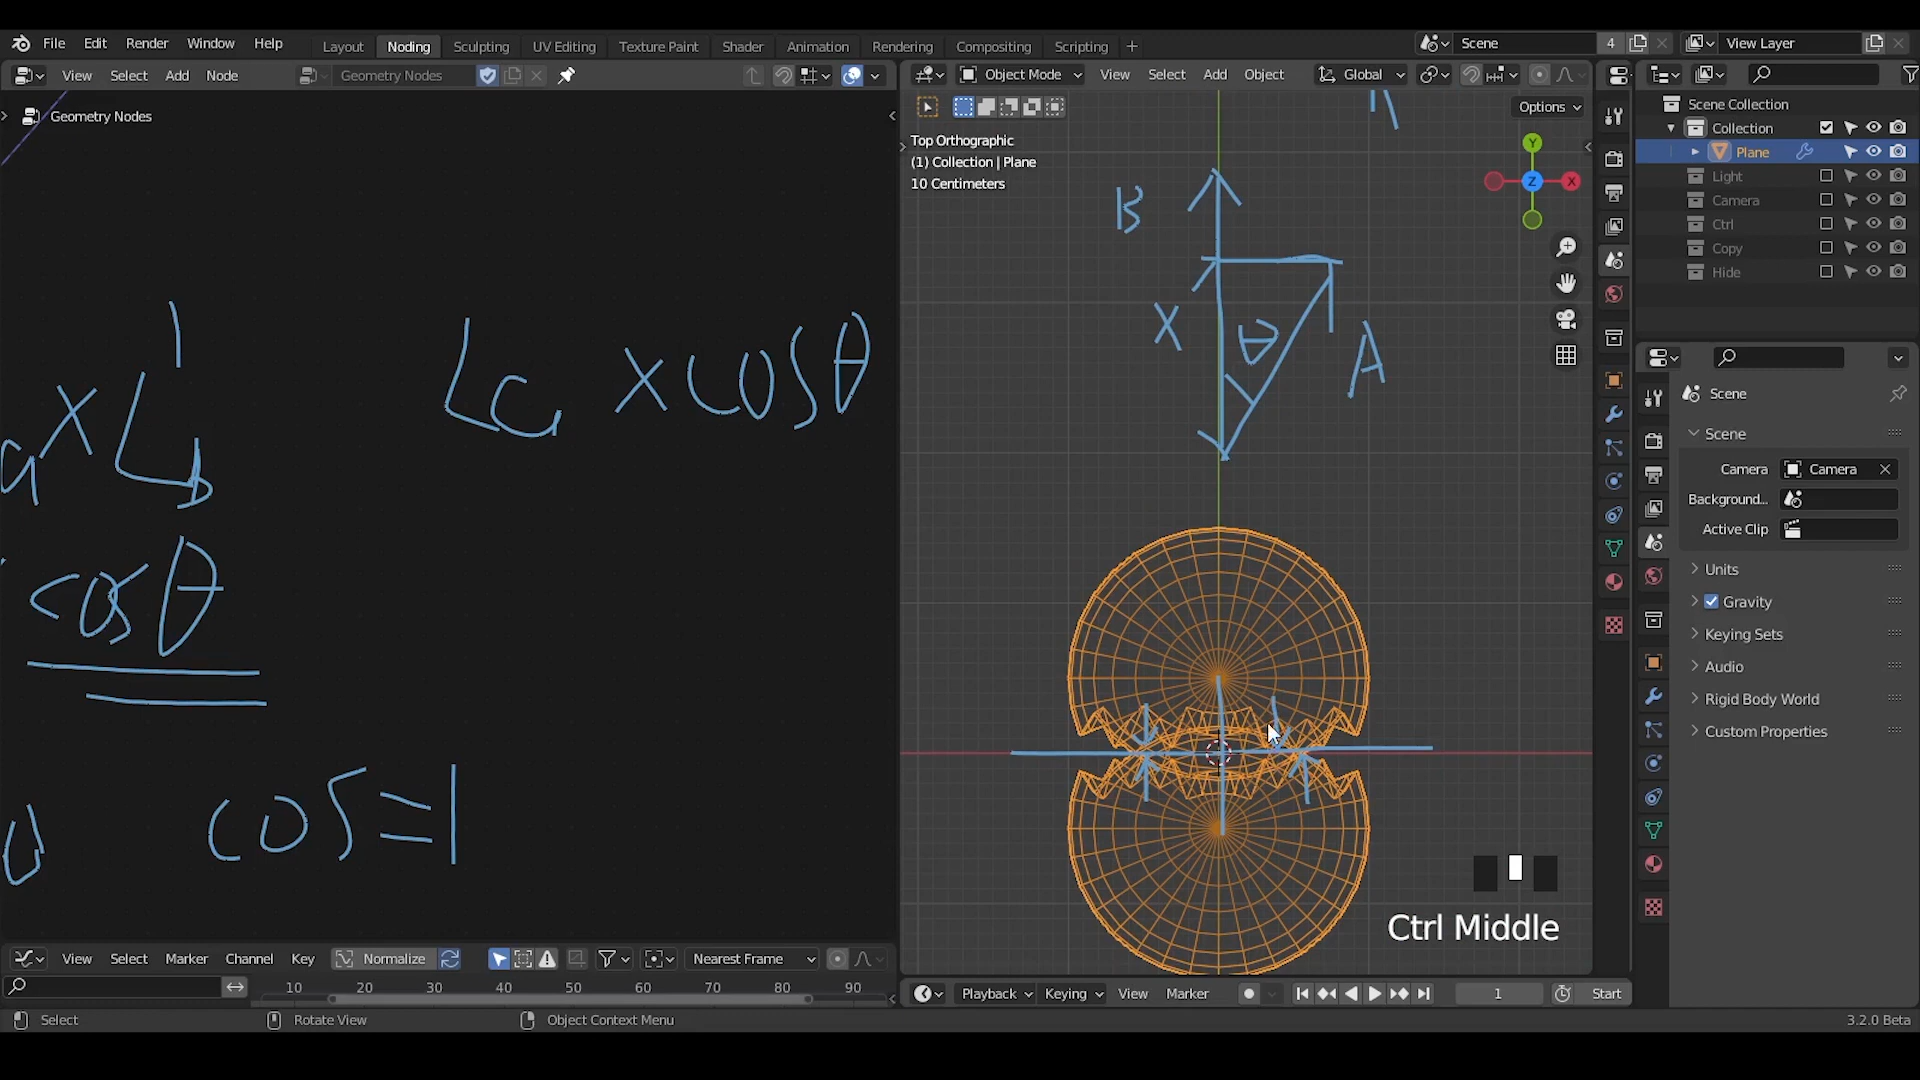 File Edit Render Window Help Layout Noding Sculpting UV Editing Texture Paint Shader Animation Rendering Compositing Scripting + Scene 4 View Layer
View Select Add Node Geometry Nodes
Object Mode View Select Add Object Global
Geometry Nodes
Options
Top Orthographic
(1) Collection | Plane
10 Centimeters
Y
Z
X
Scene Collection
Collection
Plane
Light
Camera
Ctrl
Copy
Hide
B
X
θ
A
a × L b
cos θ
cos = 1
L a × cos θ
Scene
Scene
Camera Camera
Background...
Active Clip
Units
Gravity
Keying Sets
Audio
Rigid Body World
Custom Properties
Ctrl Middle
View Select Marker Channel Key Normalize Nearest Frame
10 20 30 40 50 60 70 80 90
Playback Keying View Marker 1 Start
Select Rotate View Object Context Menu 3.2.0 Beta